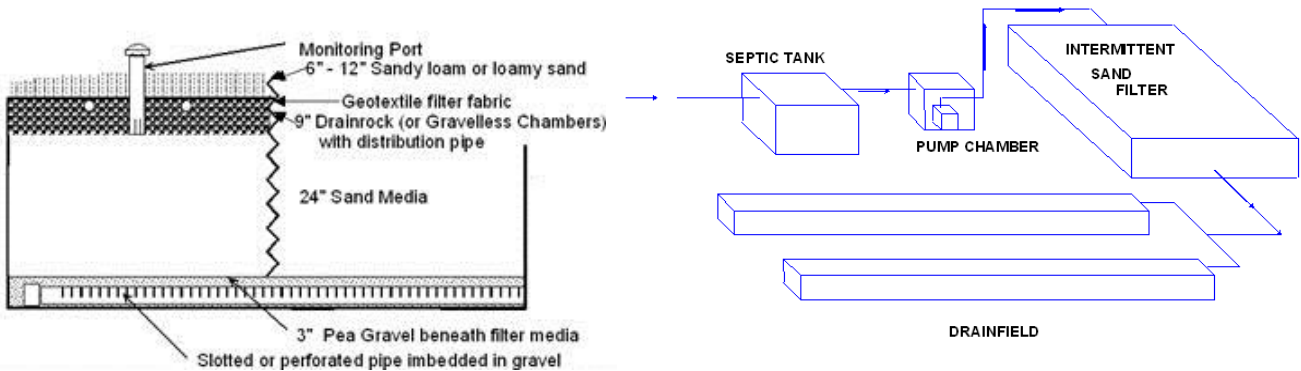 Monitoring Port
6" - 12" Sandy loam or loamy sand
Geotextile filter fabric
9" Drainrock (or Gravelless Chambers)
with distribution pipe
24" Sand Media
3" Pea Gravel beneath filter media
Slotted or perforated pipe imbedded in gravel
SEPTIC TANK
PUMP CHAMBER
INTERMITTENT
SAND
FILTER
DRAINFIELD